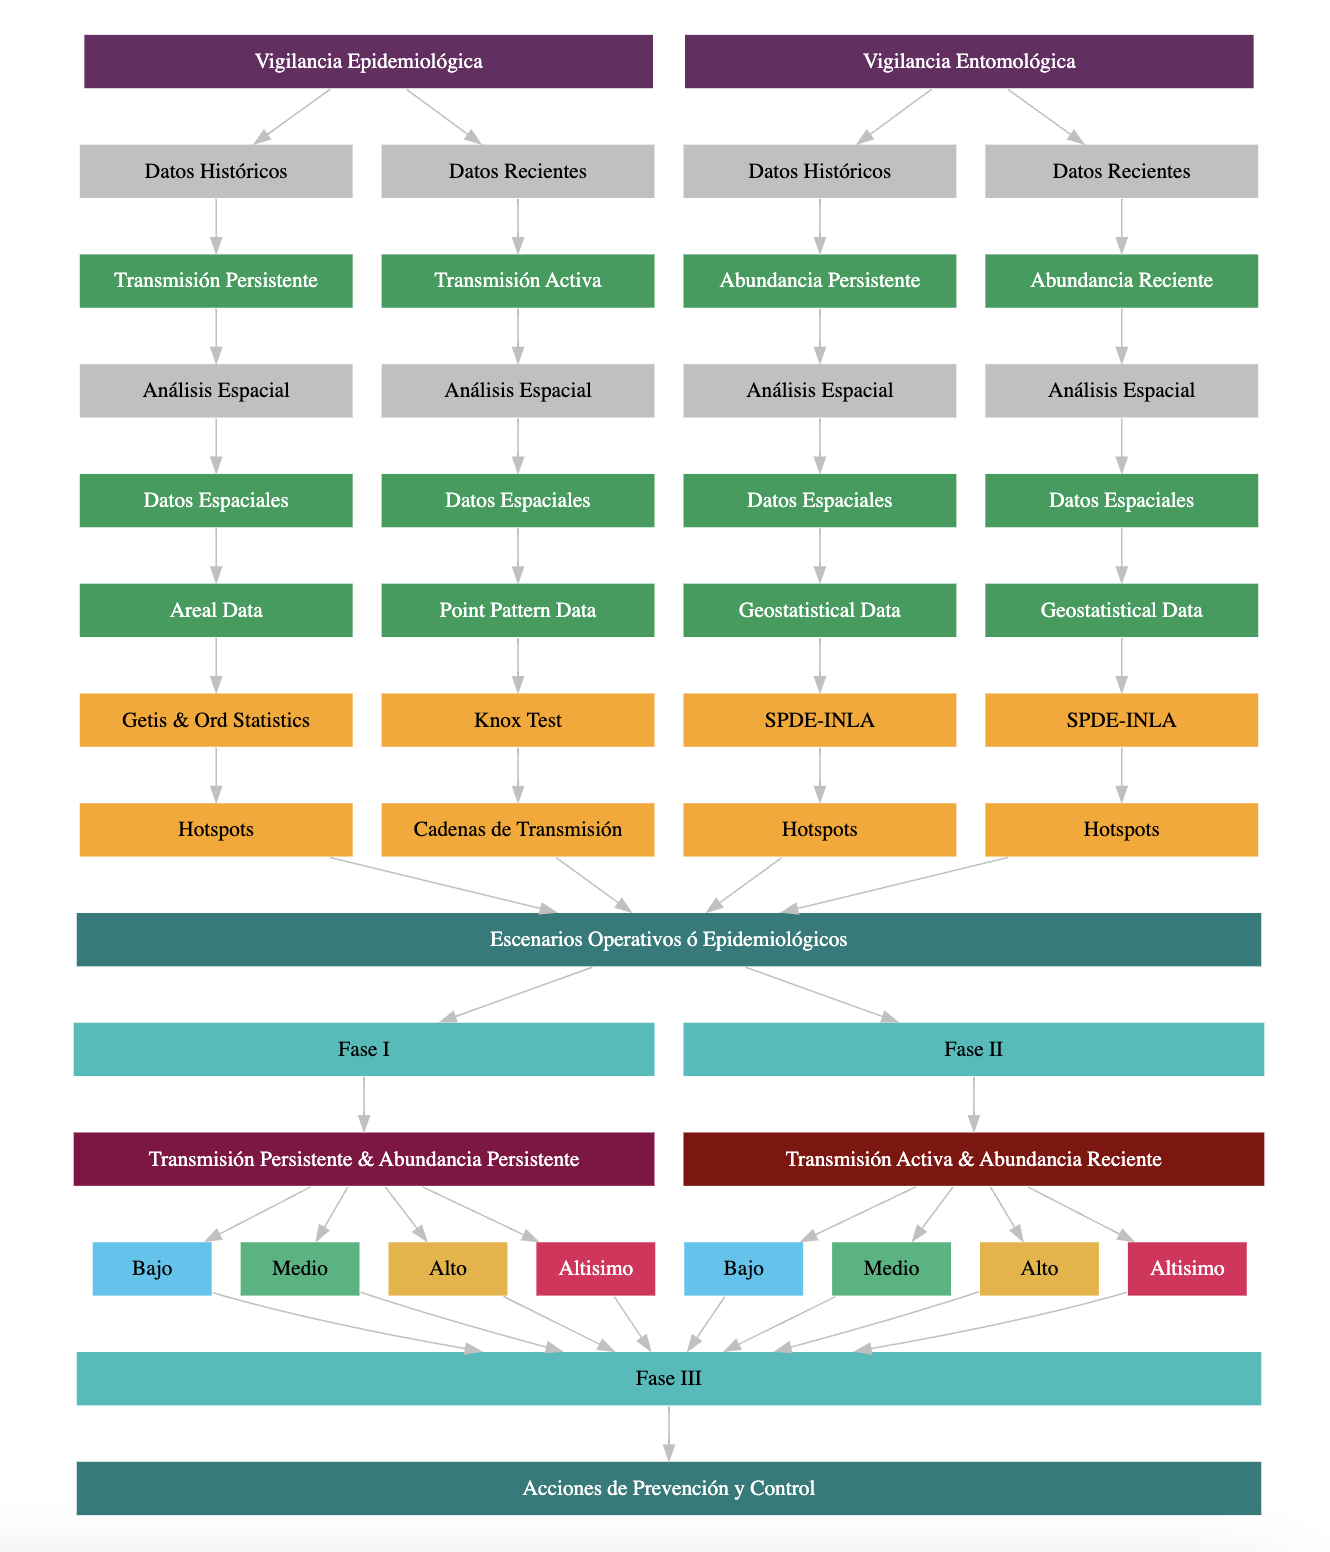 Vigilancia Epidemiológica
Vigilancia Entomológica
Datos Históricos
Datos Recientes
Datos Históricos
Datos Recientes
Transmisión Persistente
Transmisión Activa
Abundancia Persistente
Abundancia Reciente
Análisis Espacial
Análisis Espacial
Análisis Espacial
Análisis Espacial
Datos Espaciales
Datos Espaciales
Datos Espaciales
Datos Espaciales
Areal Data
Point Pattern Data
Geostatistical Data
Geostatistical Data
Getis & Ord Statistics
Knox Test
SPDE-INLA
SPDE-INLA
Hotspots
Cadenas de Transmisión
Hotspots
Hotspots
Escenarios Operativos ó Epidemiológicos
Fase I
Fase II
Transmisión Persistente & Abundancia Persistente
Transmisión Activa & Abundancia Reciente
Bajo
Medio
Alto
Altisimo
Bajo
Medio
Alto
Altisimo
Fase III
Acciones de Prevención y Control